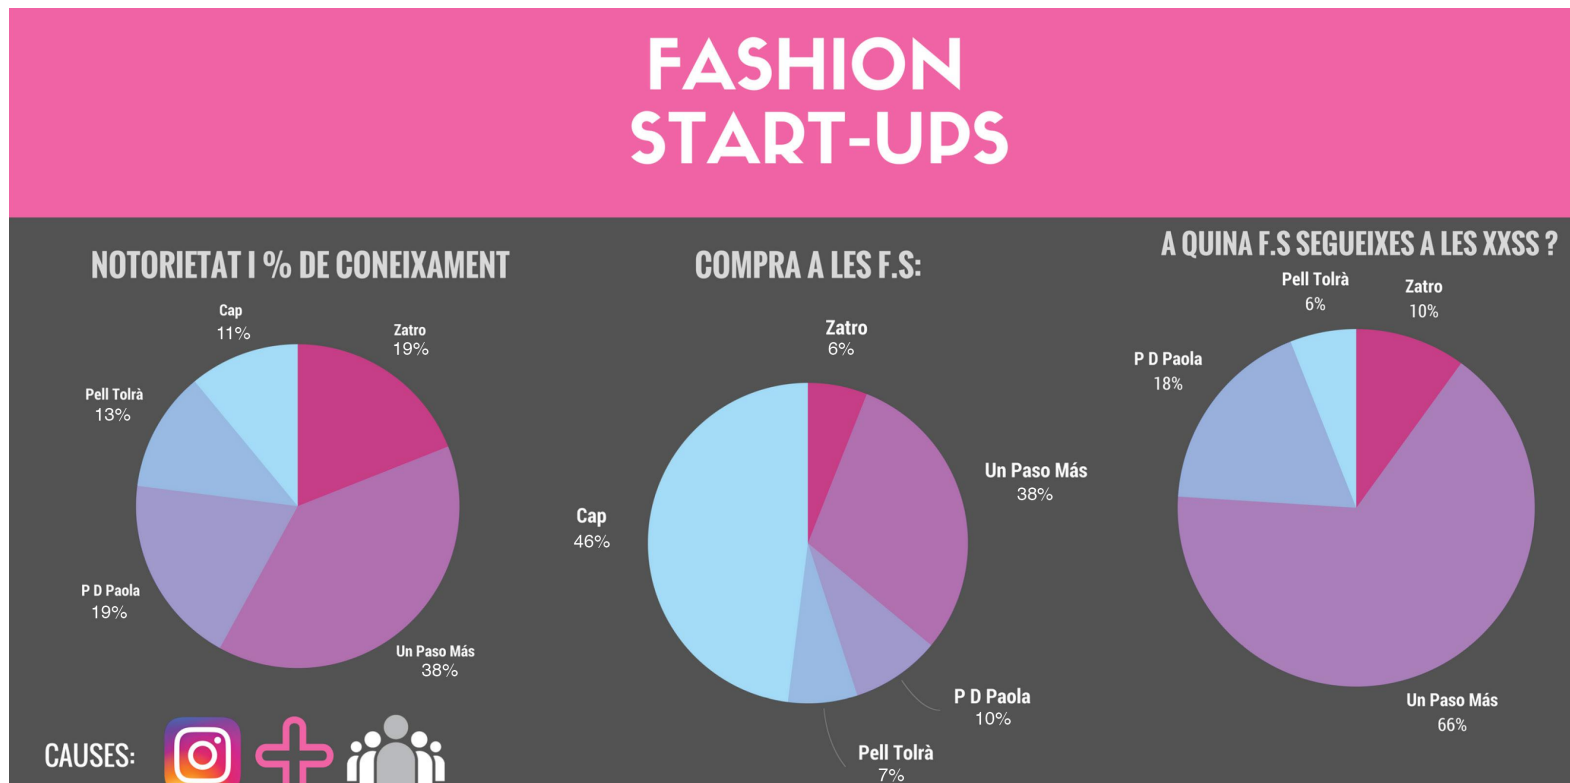 FASHION
START-UPS
NOTORIETAT I % DE CONEIXAMENT
Cap
11%
Zatro
19%
Pell Tolrà
13%
P D Paola
19%
Un Paso Más
38%
CAUSES:
COMPRA A LES F.S:
Zatro
6%
Un Paso Más
38%
Cap
46%
P D Paola
10%
Pell Tolrà
7%
A QUINA F.S SEGUEIXES A LES XXSS ?
Pell Tolrà
6%
Zatro
10%
P D Paola
18%
Un Paso Más
66%